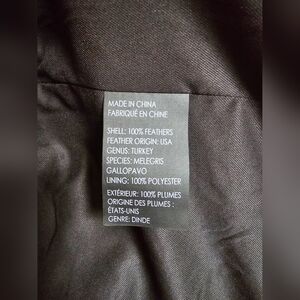 MADE IN CHINA
FABRIQUÉ EN CHINE
SHELL: 100% FEATHERS
FEATHER ORIGIN: USA
GENUS: TURKEY
SPECIES: MELEGRIS
GALLOPAVO
LINING: 100% POLYESTER
EXTÉRIEUR: 100% PLUMES
ORIGINE DES PLUMES :
ÉTATS-UNIS
GENRE: DINDE